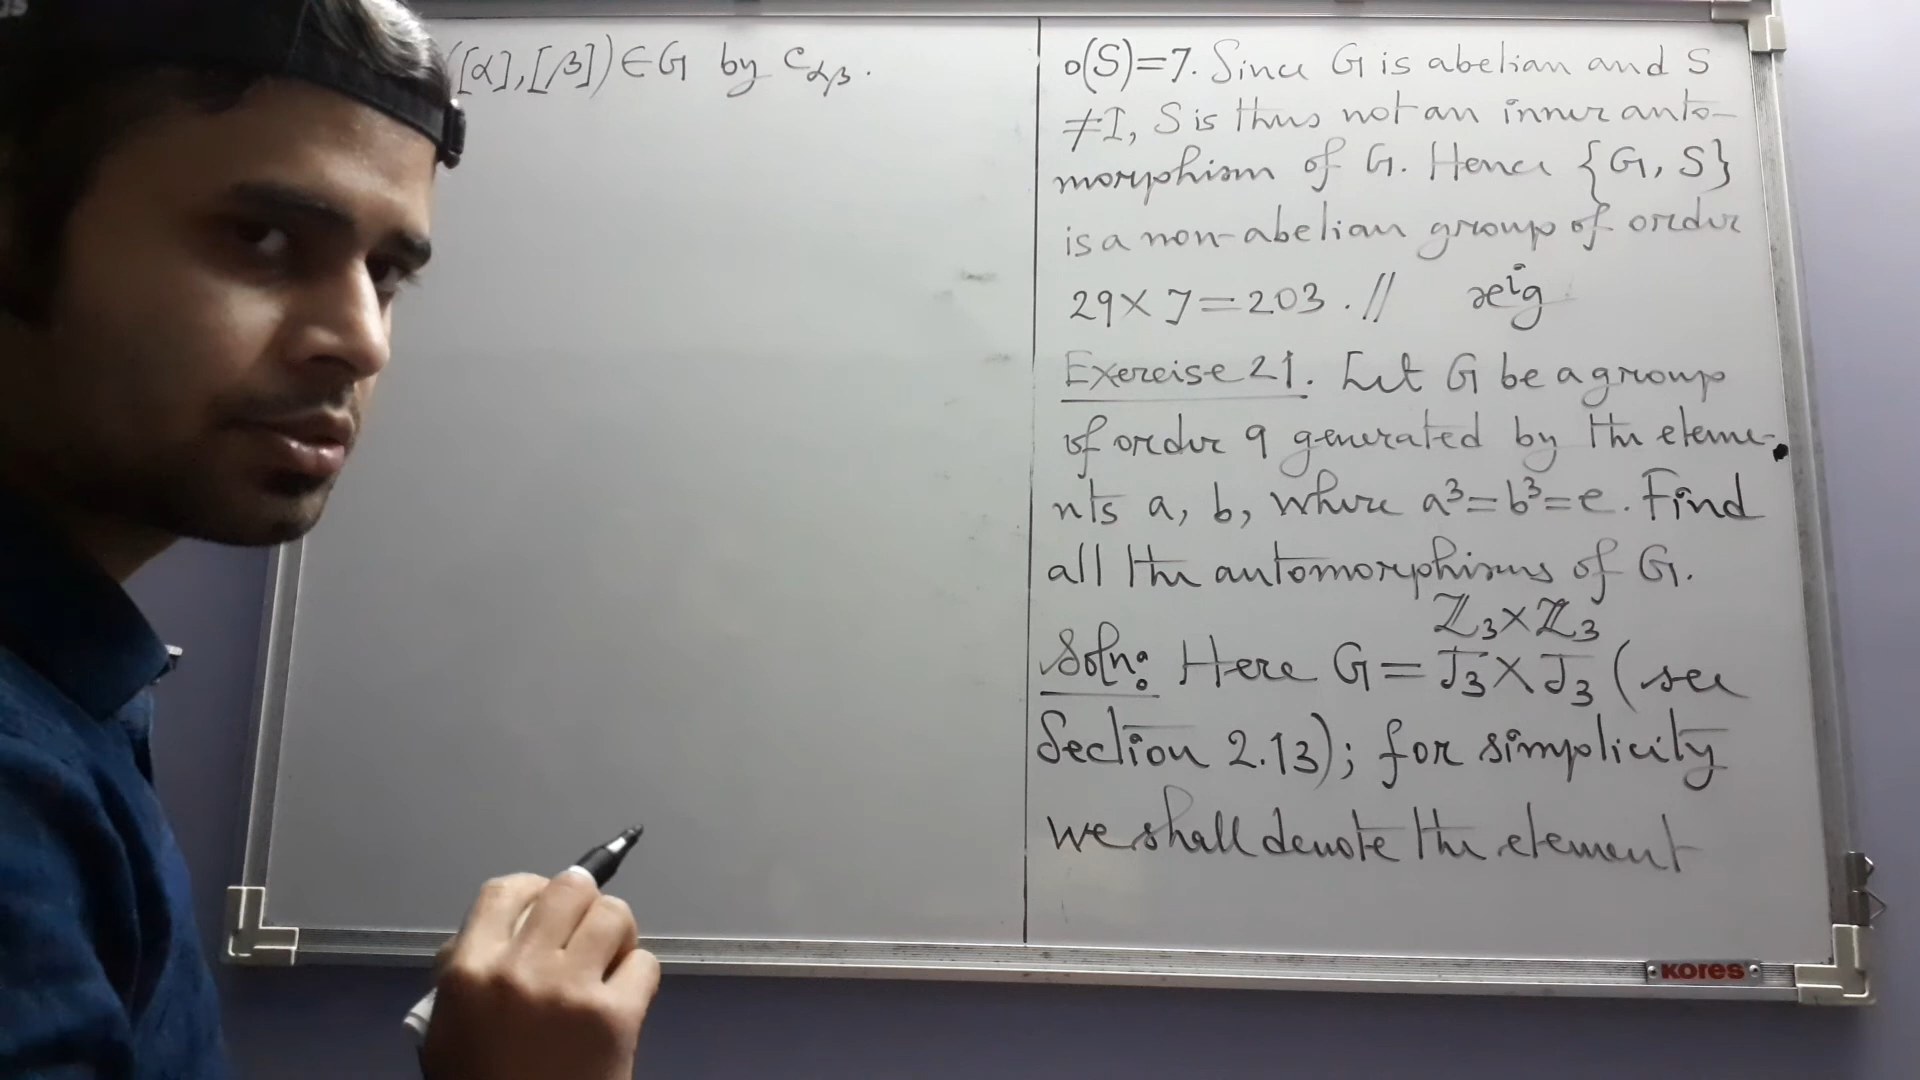 ([α],[β])∈G by c_αβ.
o(S)=7. Since G is abelian and S
≠I, S is thus not an inner auto-
morphism of G. Hence {G, S}
is a non-abelian group of order
29×7=203.//
x^i g
Exercise 21. Let G be a group
of order 9 generated by the eleme-
nts a, b, where a³=b³=e. Find
all the automorphisms of G.
ℤ₃×ℤ₃
Soln: Here G=J₃×J₃ (see
Section 2.13); for simplicity
we shall denote the element
kores